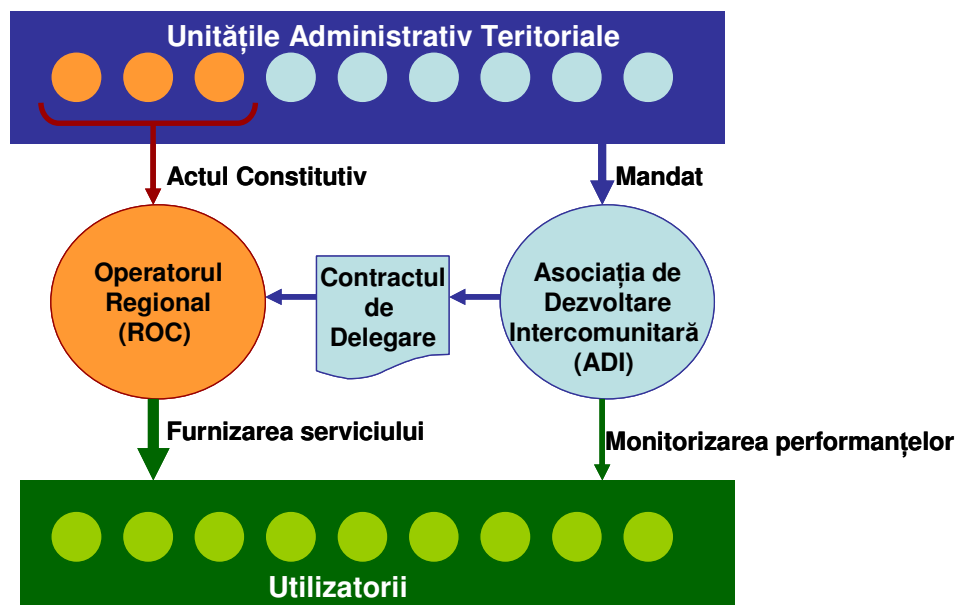 Unitățile Administrativ Teritoriale
Actul Constitutiv
Mandat
Operatorul
Regional
(ROC)
Contractul
de
Delegare
Asociația de
Dezvoltare
Intercomunitară
(ADI)
Furnizarea serviciului
Monitorizarea performanțelor
Utilizatorii